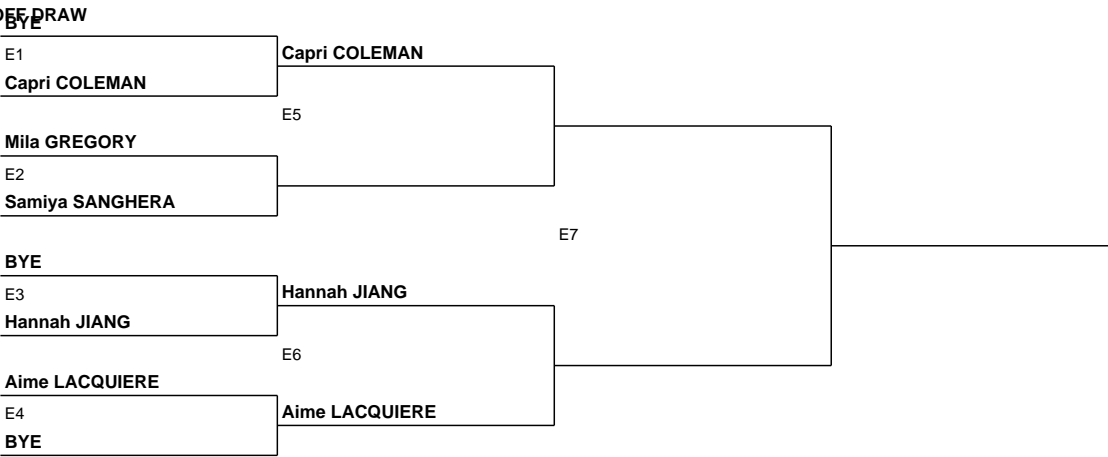 DRAW
BYE
E1
Capri COLEMAN
Capri COLEMAN
E5
Mila GREGORY
E2
Samiya SANGHERA
E7
BYE
E3
Hannah JIANG
Hannah JIANG
E6
Aime LACQUIERE
E4
Aime LACQUIERE
BYE